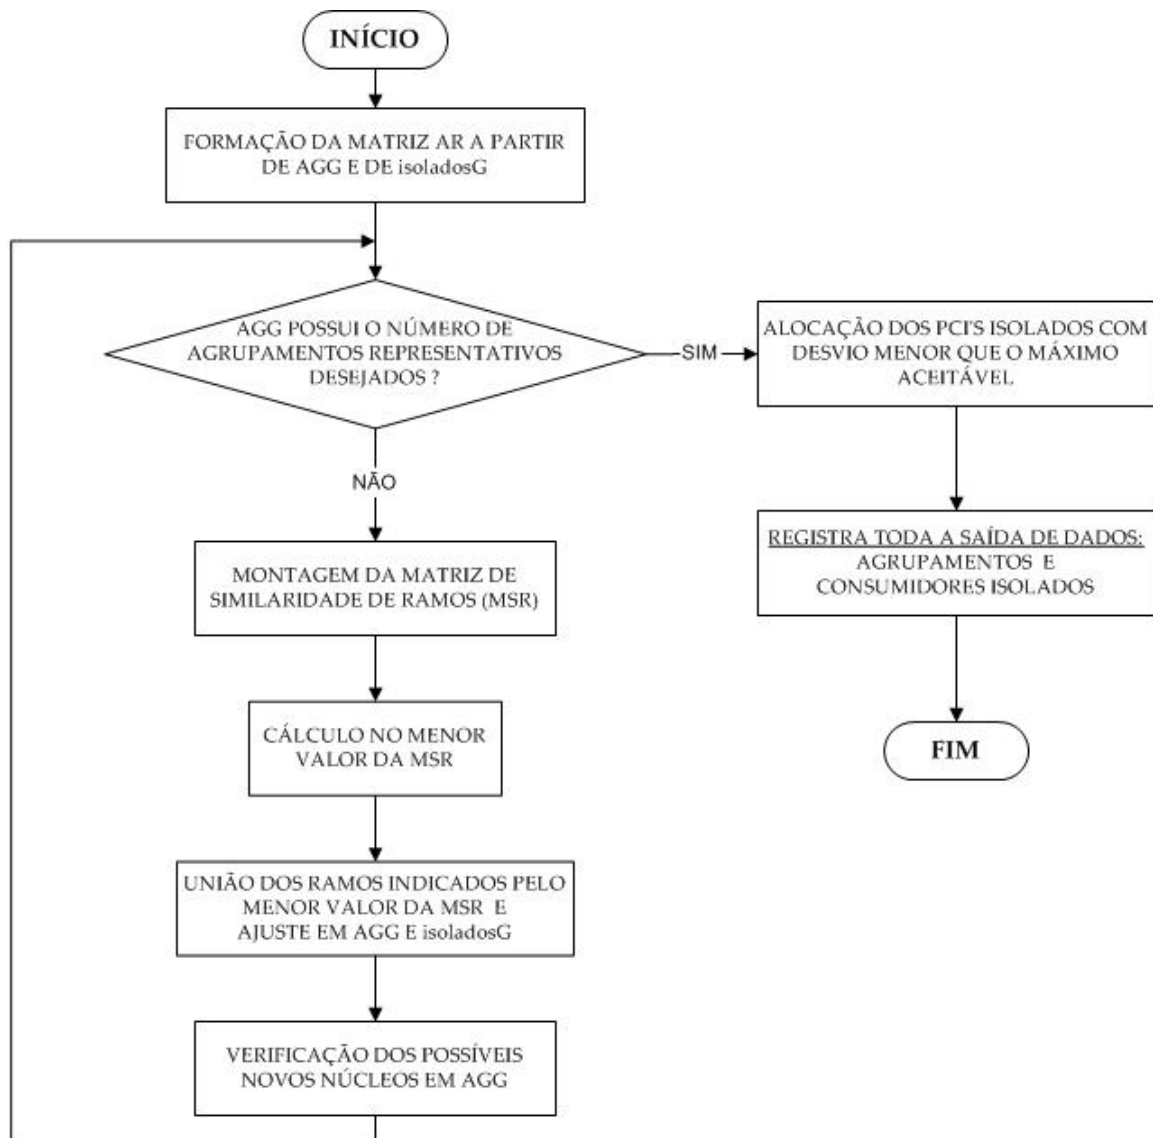 INÍCIO
FORMAÇÃO DA MATRIZ AR A PARTIR
DE AGG E DE isoladosG
AGG POSSUI O NÚMERO DE
AGRUPAMENTOS REPRESENTATIVOS
DESEJADOS ?
SIM
ALOCAÇÃO DOS PCI'S ISOLADOS COM
DESVIO MENOR QUE O MÁXIMO
ACEITÁVEL
NÃO
REGISTRA TODA A SAÍDA DE DADOS:
AGRUPAMENTOS E
CONSUMIDORES ISOLADOS
MONTAGEM DA MATRIZ DE
SIMILARIDADE DE RAMOS (MSR)
CÁLCULO NO MENOR
VALOR DA MSR
FIM
UNIÃO DOS RAMOS INDICADOS PELO
MENOR VALOR DA MSR E
AJUSTE EM AGG E isoladosG
VERIFICAÇÃO DOS POSSÍVEIS
NOVOS NÚCLEOS EM AGG